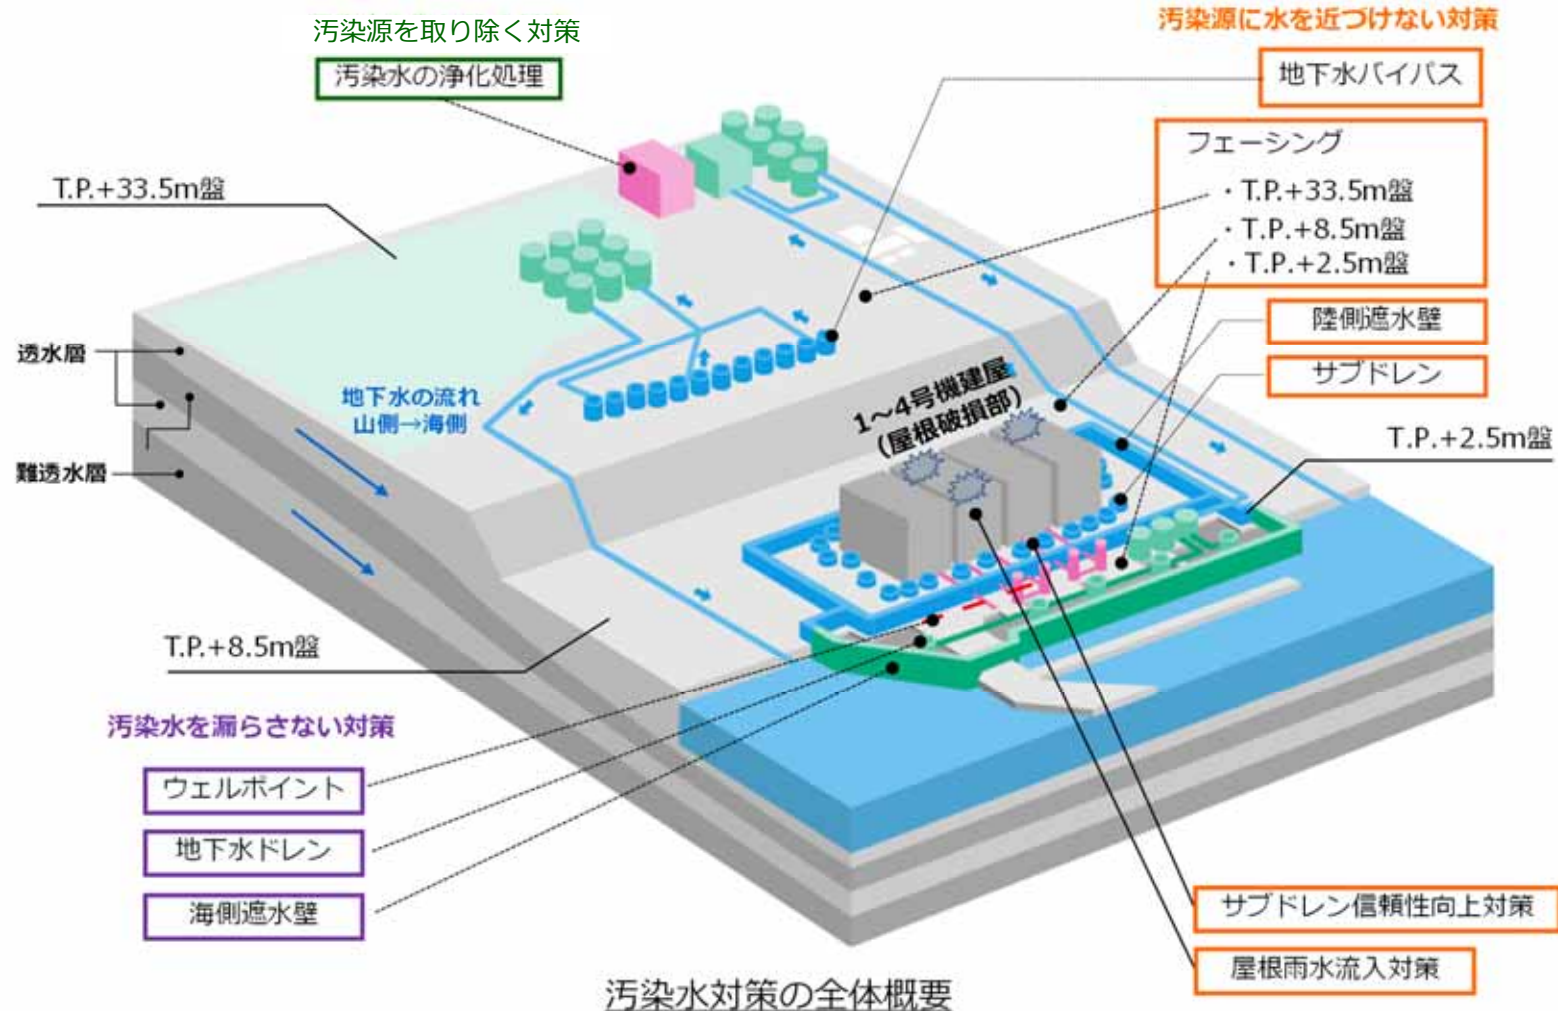 汚染源を取り除く対策
汚染水の浄化処理
汚染源に水を近づけない対策
地下水バイパス
フェーシング
・T.P.+33.5m盤
・T.P.+8.5m盤
・T.P.+2.5m盤
陸側遮水壁
サブドレン
T.P.+33.5m盤
透水層
難透水層
地下水の流れ
山側→海側
1～4号機建屋
（屋根破損部）
T.P.+2.5m盤
T.P.+8.5m盤
汚染水を漏らさない対策
ウェルポイント
地下水ドレン
海側遮水壁
サブドレン信頼性向上対策
屋根雨水流入対策
汚染水対策の全体概要